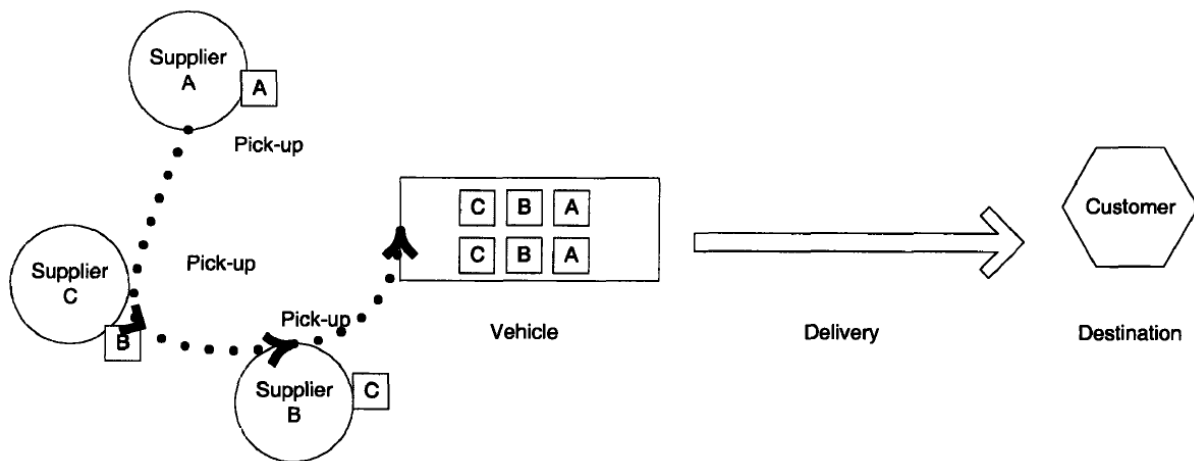 Supplier
A
A
Pick-up
Supplier
C
B
Pick-up
Pick-up
Supplier
B
C
C B A
C B A
Vehicle
Delivery
Customer
Destination